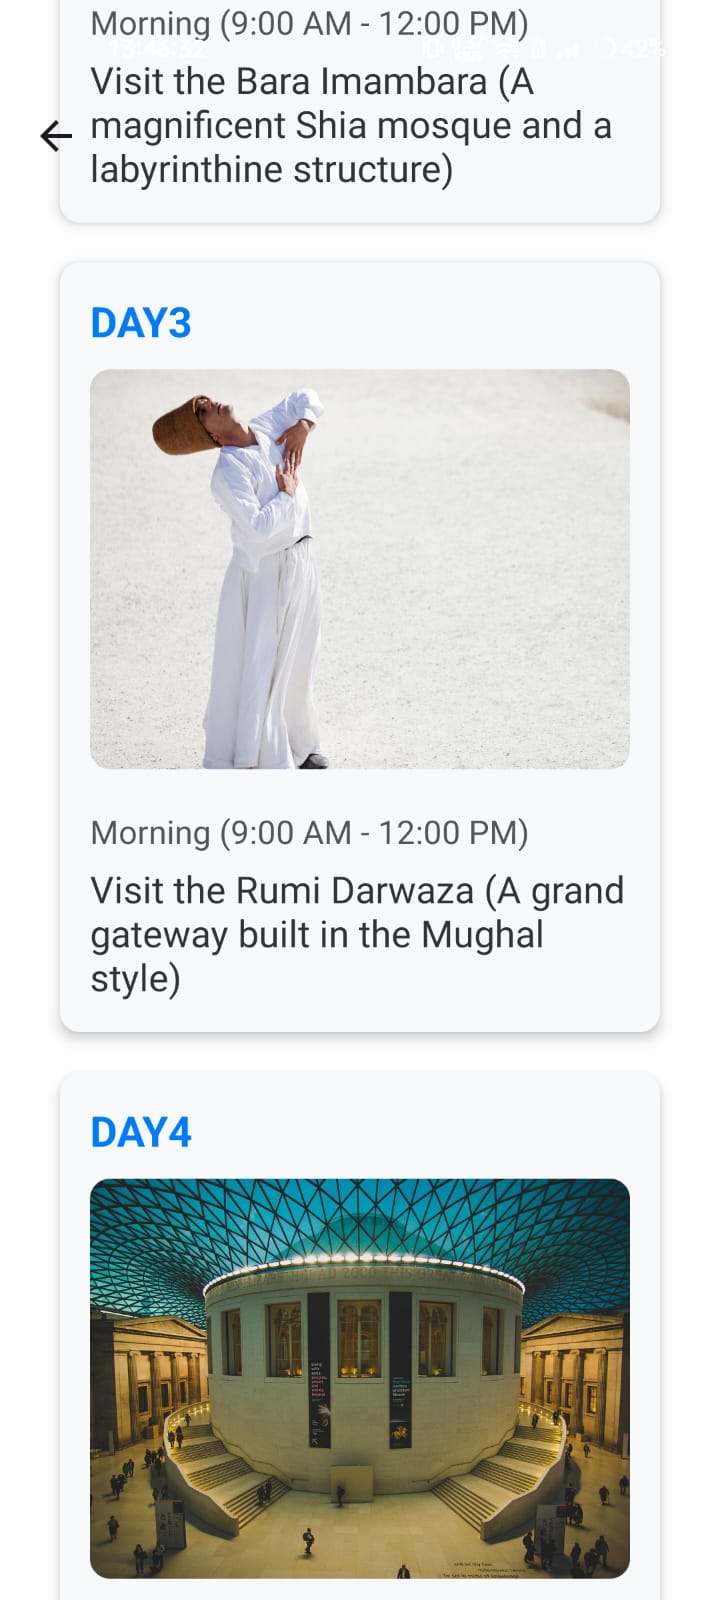 Morning (9:00 AM - 12:00 PM)
13:46:32
42%
Visit the Bara Imambara (A
magnificent Shia mosque and a
labyrinthine structure)
DAY3
Morning (9:00 AM - 12:00 PM)
Visit the Rumi Darwaza (A grand
gateway built in the Mughal
style)
DAY4